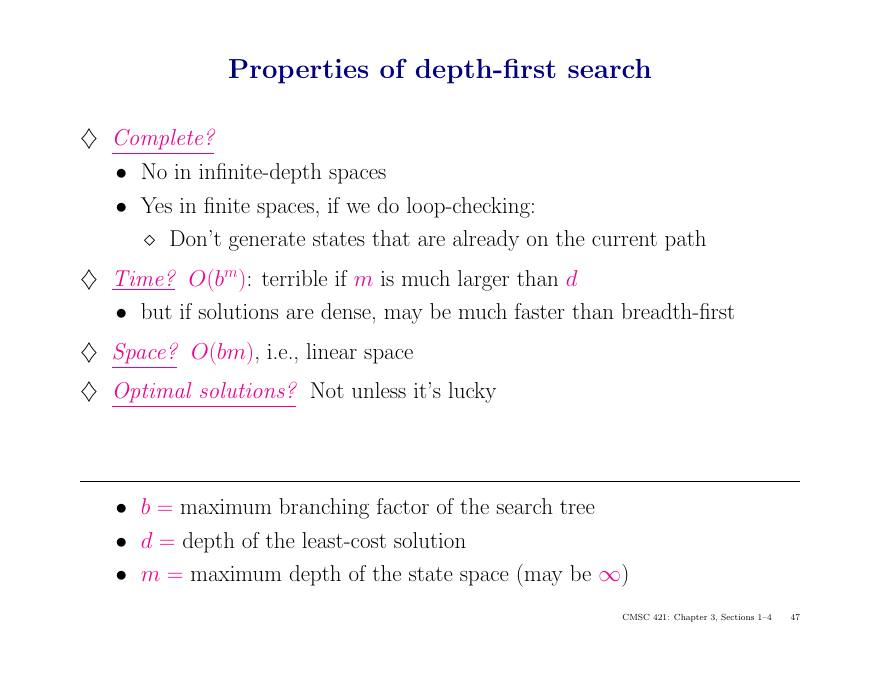 Properties of depth-first search
♢ Complete?
• No in infinite-depth spaces
• Yes in finite spaces, if we do loop-checking:
⋄ Don't generate states that are already on the current path
♢ Time? O(b^m): terrible if m is much larger than d
• but if solutions are dense, may be much faster than breadth-first
♢ Space? O(bm), i.e., linear space
♢ Optimal solutions? Not unless it's lucky
• b = maximum branching factor of the search tree
• d = depth of the least-cost solution
• m = maximum depth of the state space (may be ∞)
CMSC 421: Chapter 3, Sections 1–4 47